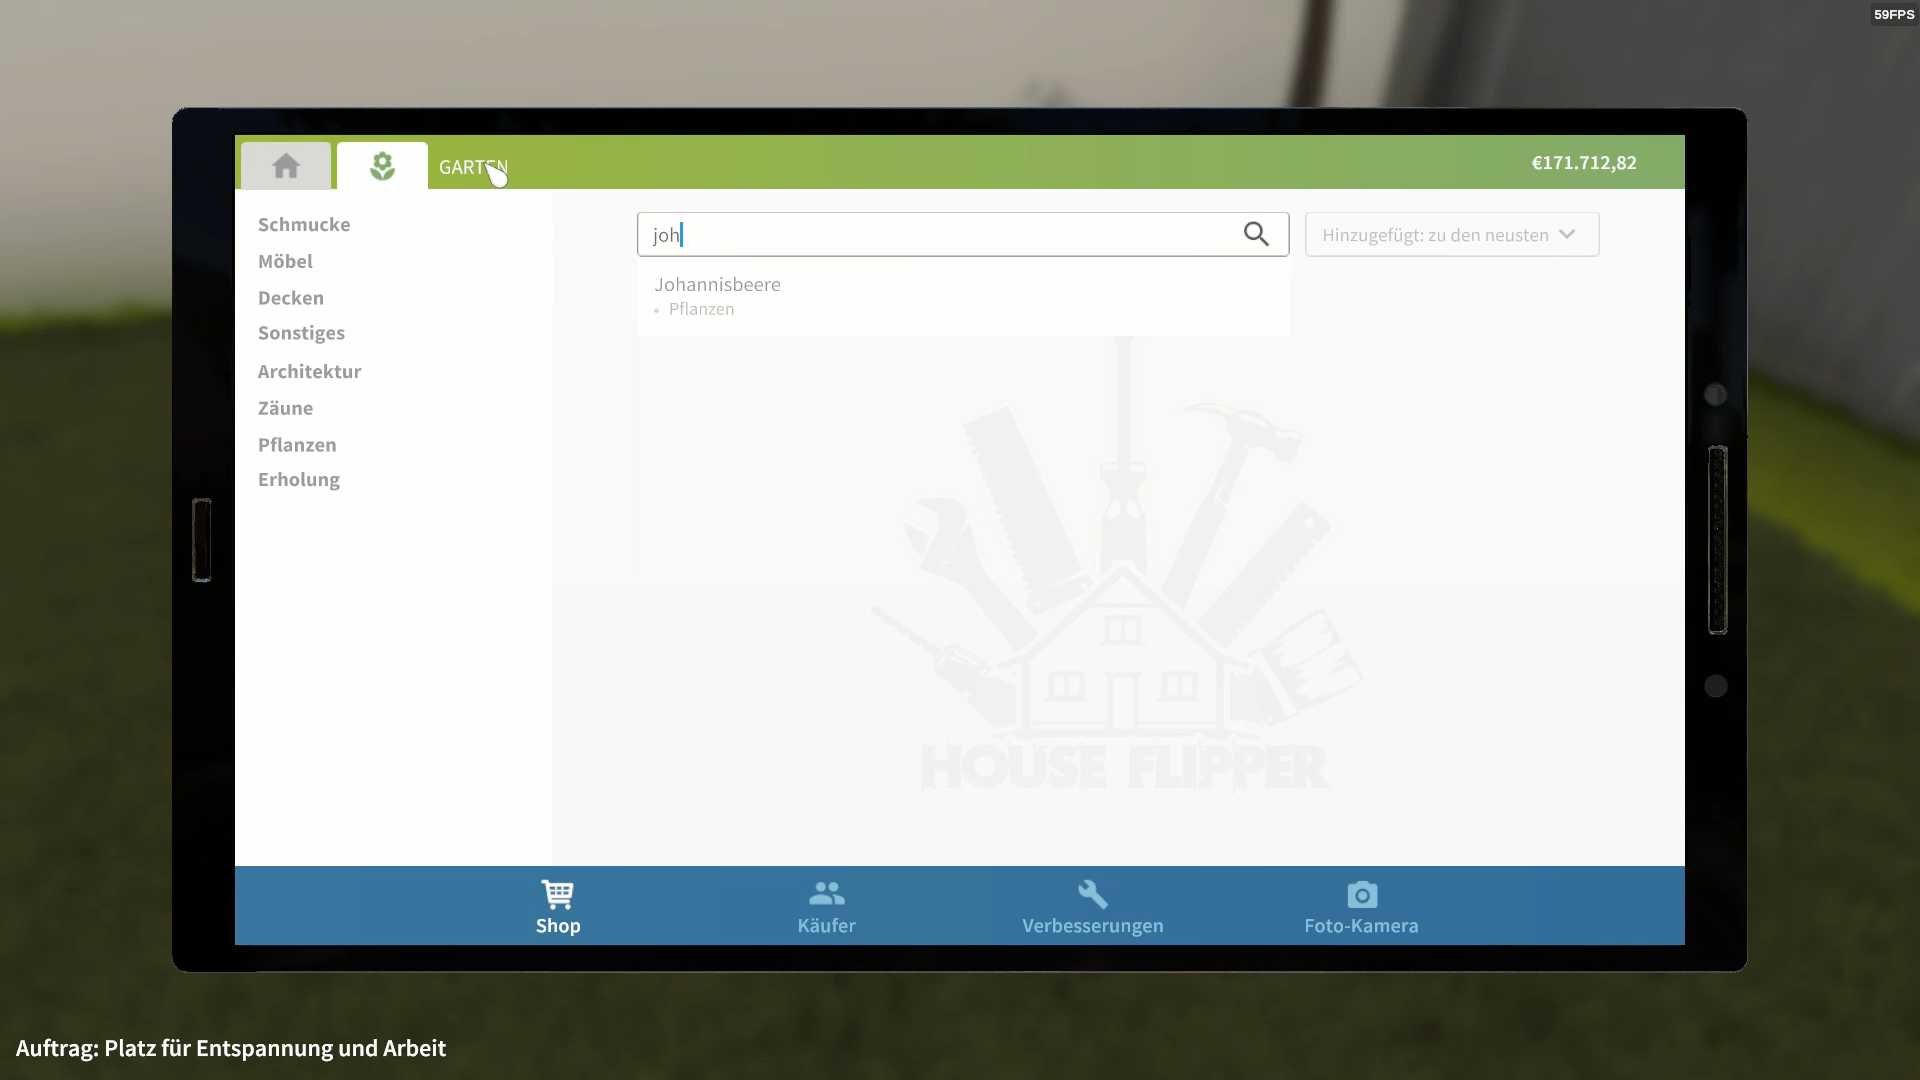 59FPS
GARTEN
€171.712,82
Schmucke
Möbel
Decken
Sonstiges
Architektur
Zäune
Pflanzen
Erholung
joh
Hinzugefügt: zu den neusten
Johannisbeere
• Pflanzen
HOUSE FLIPPER
Shop
Käufer
Verbesserungen
Foto-Kamera
Auftrag: Platz für Entspannung und Arbeit